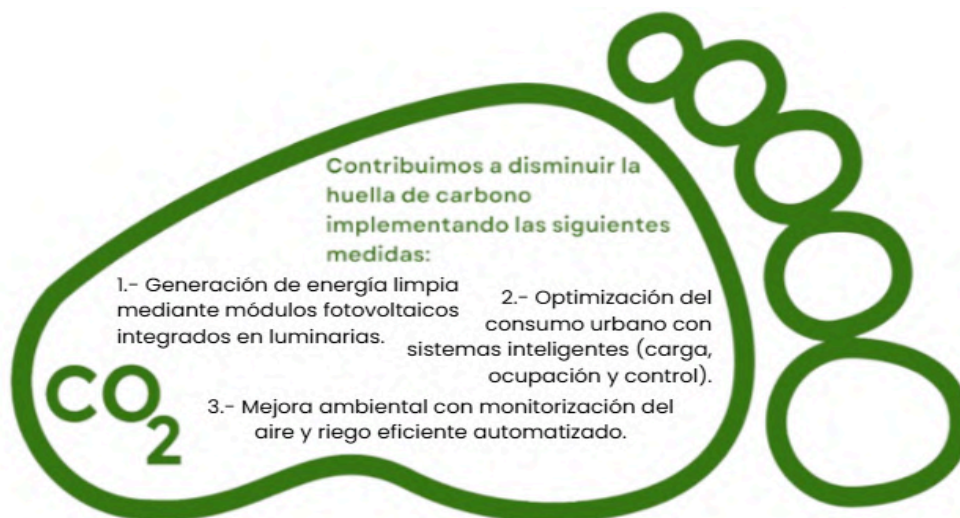 Contribuimos a disminuir la
huella de carbono
implementando las siguientes
medidas:
1.- Generación de energía limpia
mediante módulos fotovoltaicos
integrados en luminarias.
2.- Optimización del
consumo urbano con
sistemas inteligentes (carga,
ocupación y control).
3.- Mejora ambiental con monitorización del
aire y riego eficiente automatizado.
CO2